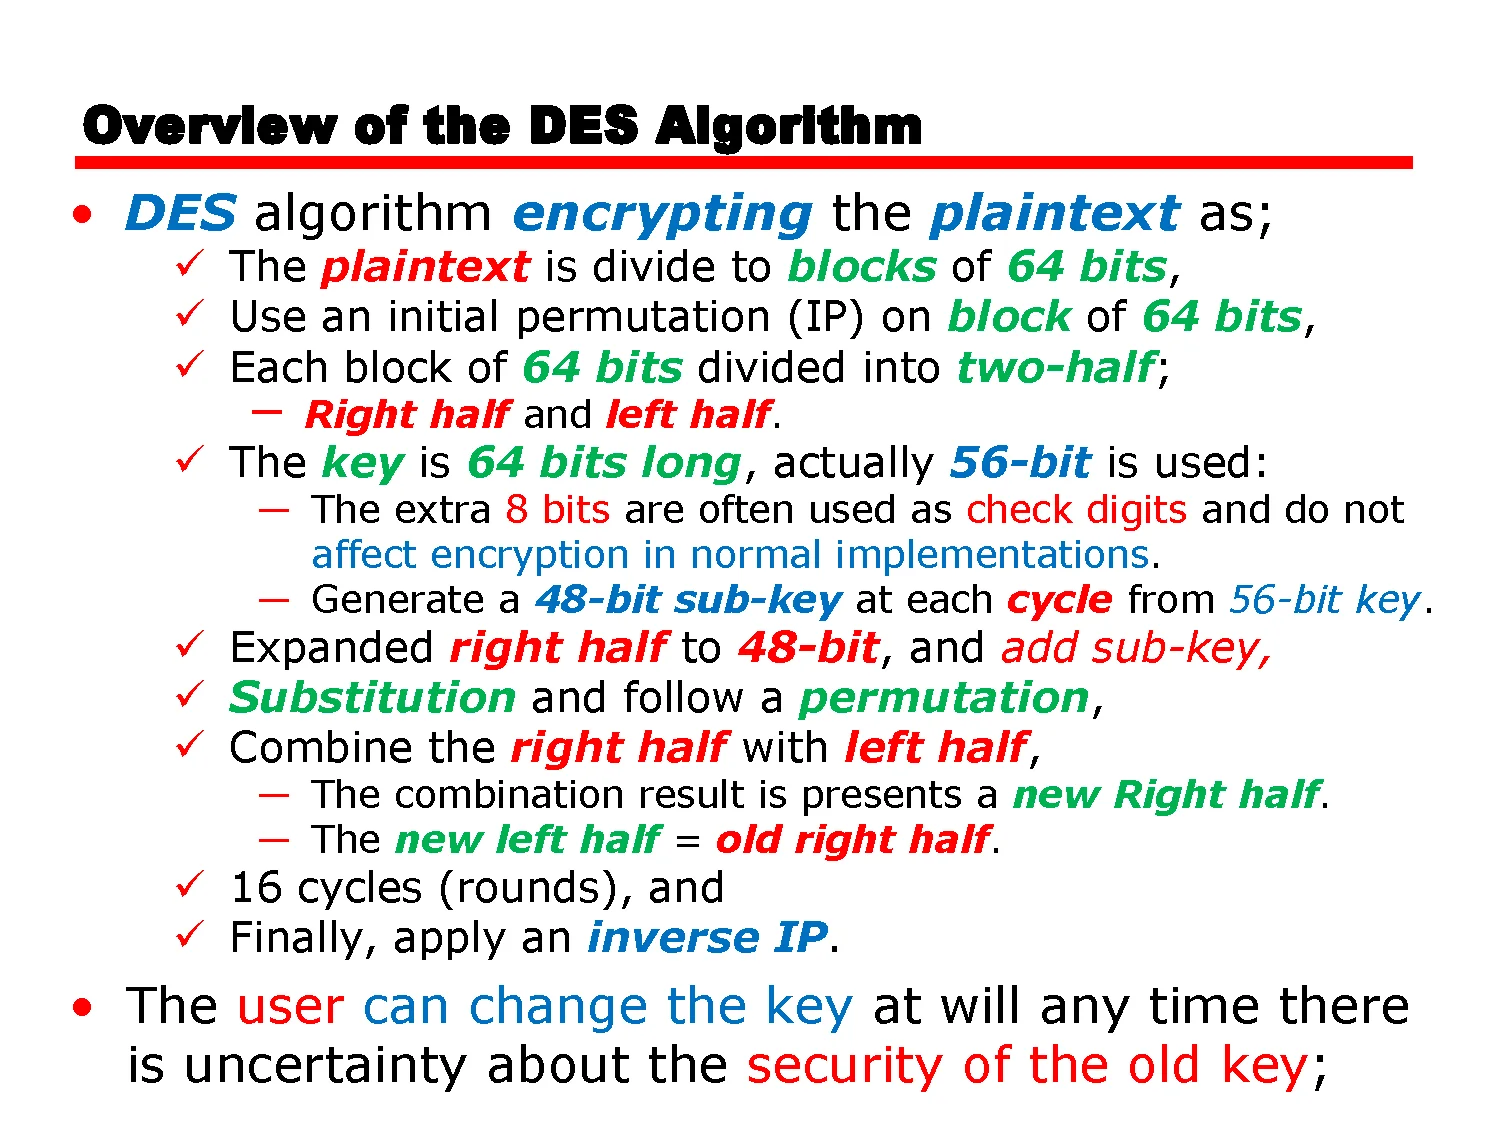 Overview of the DES Algorithm
• DES algorithm encrypting the plaintext as;
✓ The plaintext is divide to blocks of 64 bits,
✓ Use an initial permutation (IP) on block of 64 bits,
✓ Each block of 64 bits divided into two-half;
— Right half and left half.
✓ The key is 64 bits long, actually 56-bit is used:
— The extra 8 bits are often used as check digits and do not
affect encryption in normal implementations.
— Generate a 48-bit sub-key at each cycle from 56-bit key.
✓ Expanded right half to 48-bit, and add sub-key,
✓ Substitution and follow a permutation,
✓ Combine the right half with left half,
— The combination result is presents a new Right half.
— The new left half = old right half.
✓ 16 cycles (rounds), and
✓ Finally, apply an inverse IP.
• The user can change the key at will any time there
is uncertainty about the security of the old key;